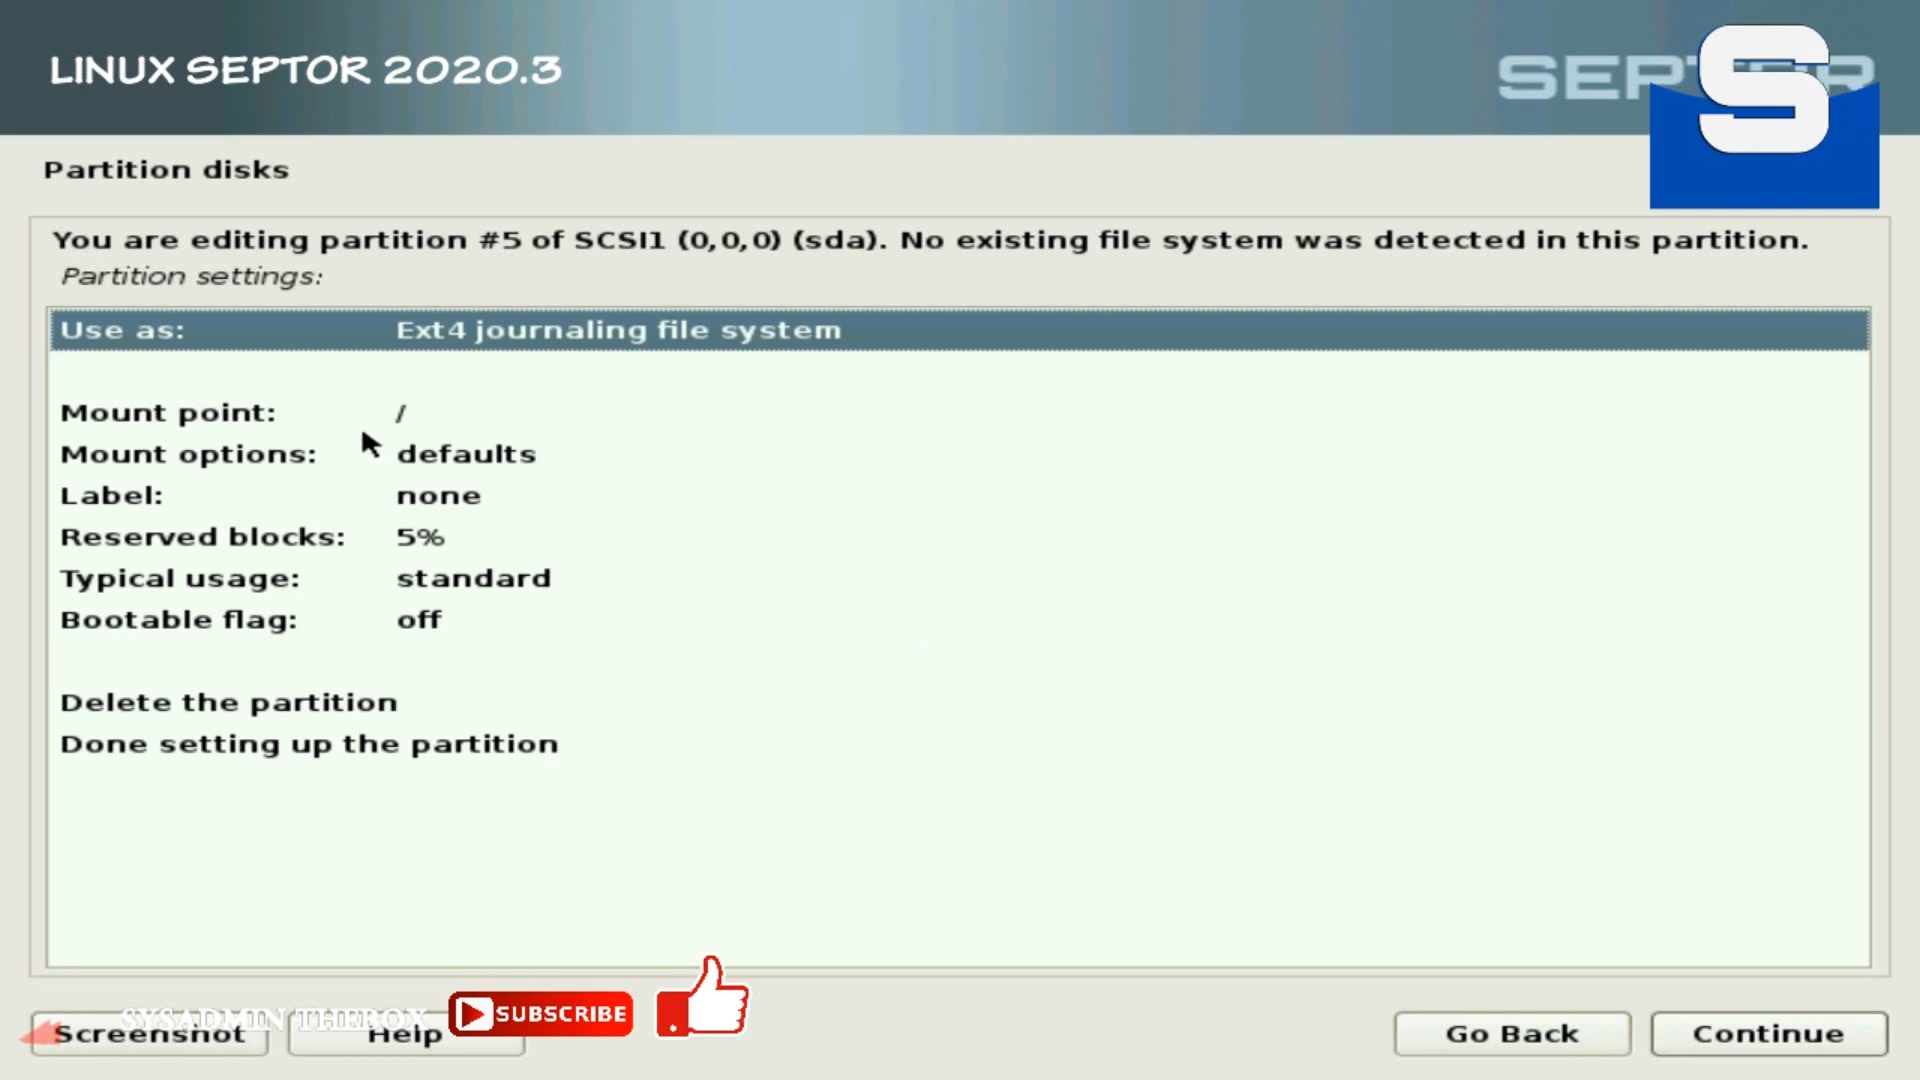 LINUX SEPTOR 2020.3
SEPTOR
S
Partition disks
You are editing partition #5 of SCSI1 (0,0,0) (sda). No existing file system was detected in this partition.
Partition settings:
Use as: Ext4 journaling file system
Mount point: /
Mount options: defaults
Label: none
Reserved blocks: 5%
Typical usage: standard
Bootable flag: off
Delete the partition
Done setting up the partition
SYSADMIN THEBOX
SUBSCRIBE
Screenshot
Help
Go Back
Continue